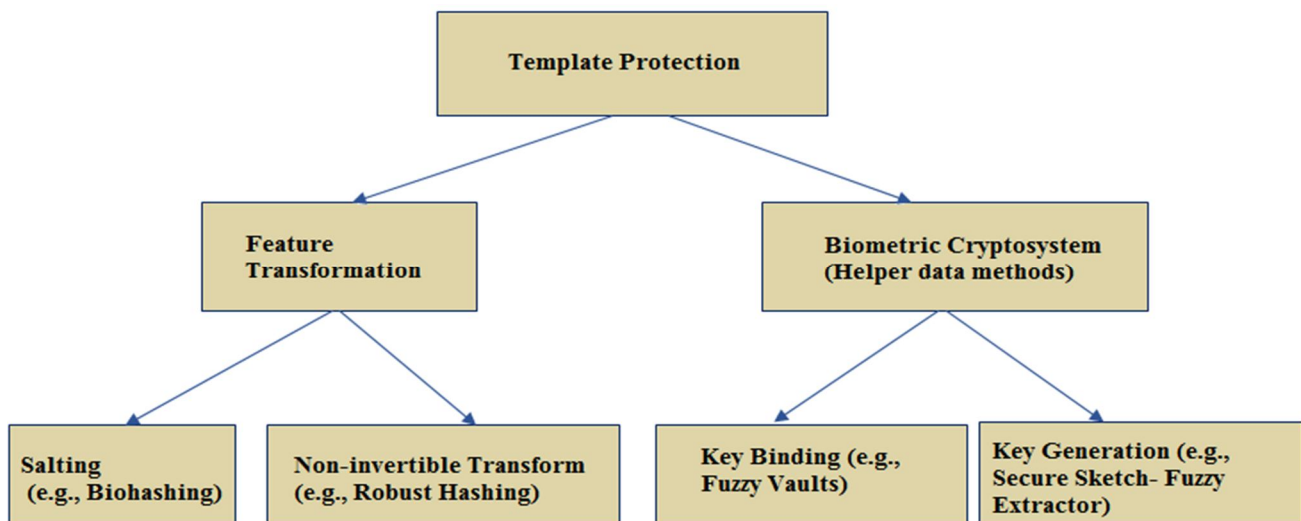 Template Protection
Feature
Transformation
Biometric Cryptosystem
(Helper data methods)
Salting
(e.g., Biohashing)
Non-invertible Transform
(e.g., Robust Hashing)
Key Binding (e.g.,
Fuzzy Vaults)
Key Generation (e.g.,
Secure Sketch- Fuzzy
Extractor)